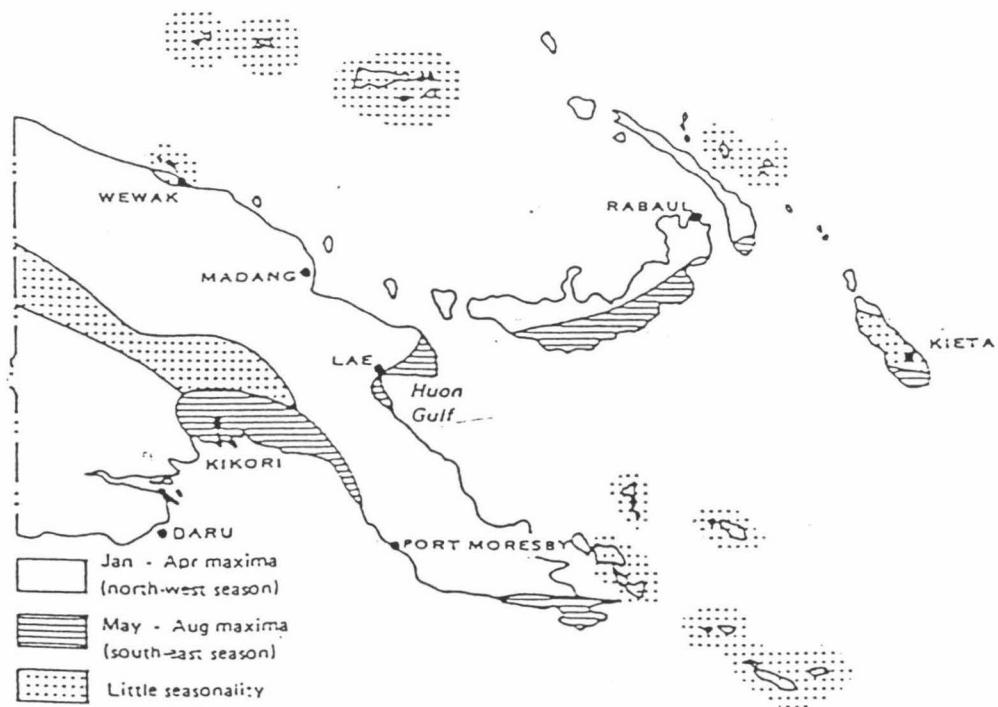 WEWAK
RABAUL
MADANG
KIETA
LAE
Huon
Gulf
KIKORI
DARU
PORT MORESBY
Jan - Apr maxima
(north-west season)
May - Aug maxima
(south-east season)
Little seasonality